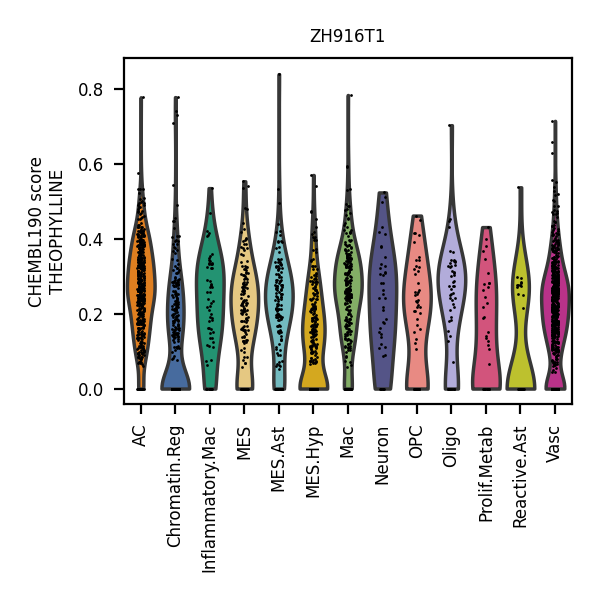 ZH916T1
CHEMBL190 score
THEOPHYLLINE
0.8
0.6
0.4
0.2
0.0
AC
Chromatin.Reg
Inflammatory.Mac
MES
MES.Ast
MES.Hyp
Mac
Neuron
OPC
Oligo
Prolif.Metab
Reactive.Ast
Vasc